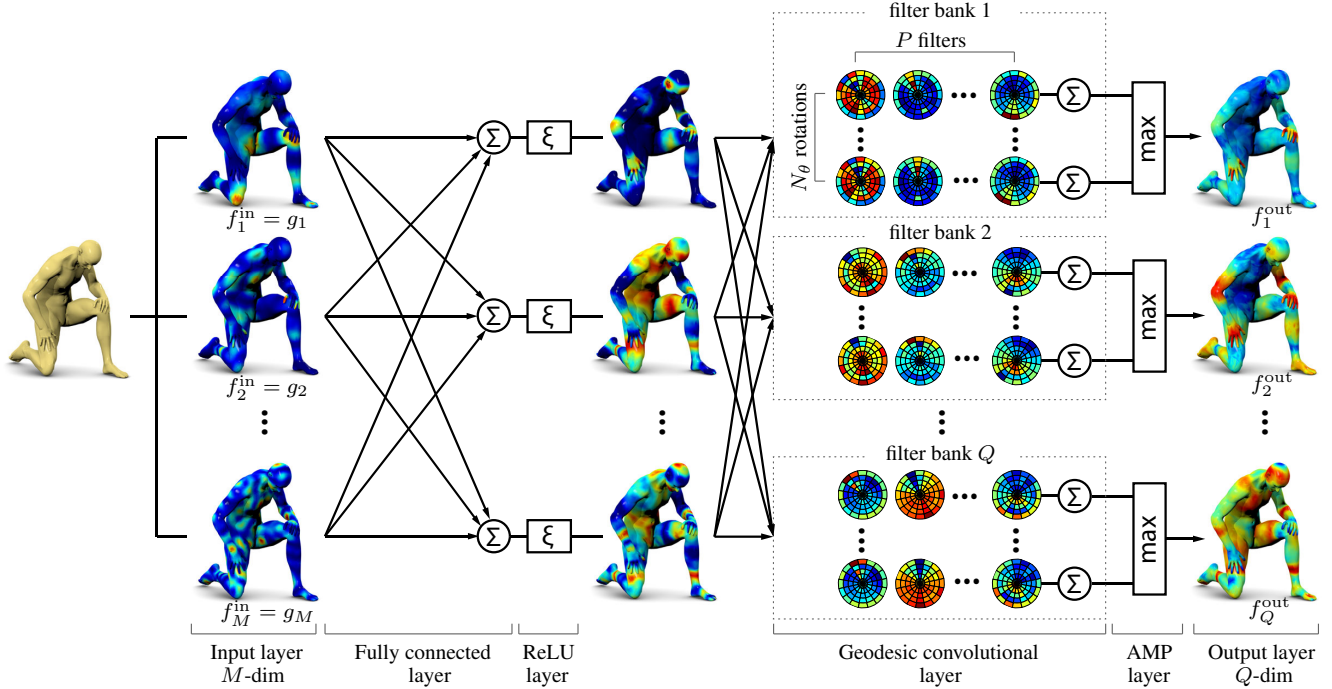 filter bank 1
P filters
N_θ rotations
Σ
Σ
max
Σ
ξ
f_1^in = g_1
f_1^out
filter bank 2
Σ
Σ
max
Σ
ξ
f_2^in = g_2
f_2^out
filter bank Q
Σ
Σ
max
Σ
ξ
f_M^in = g_M
f_Q^out
Input layer
M-dim
Fully connected
layer
ReLU
layer
Geodesic convolutional
layer
AMP
layer
Output layer
Q-dim